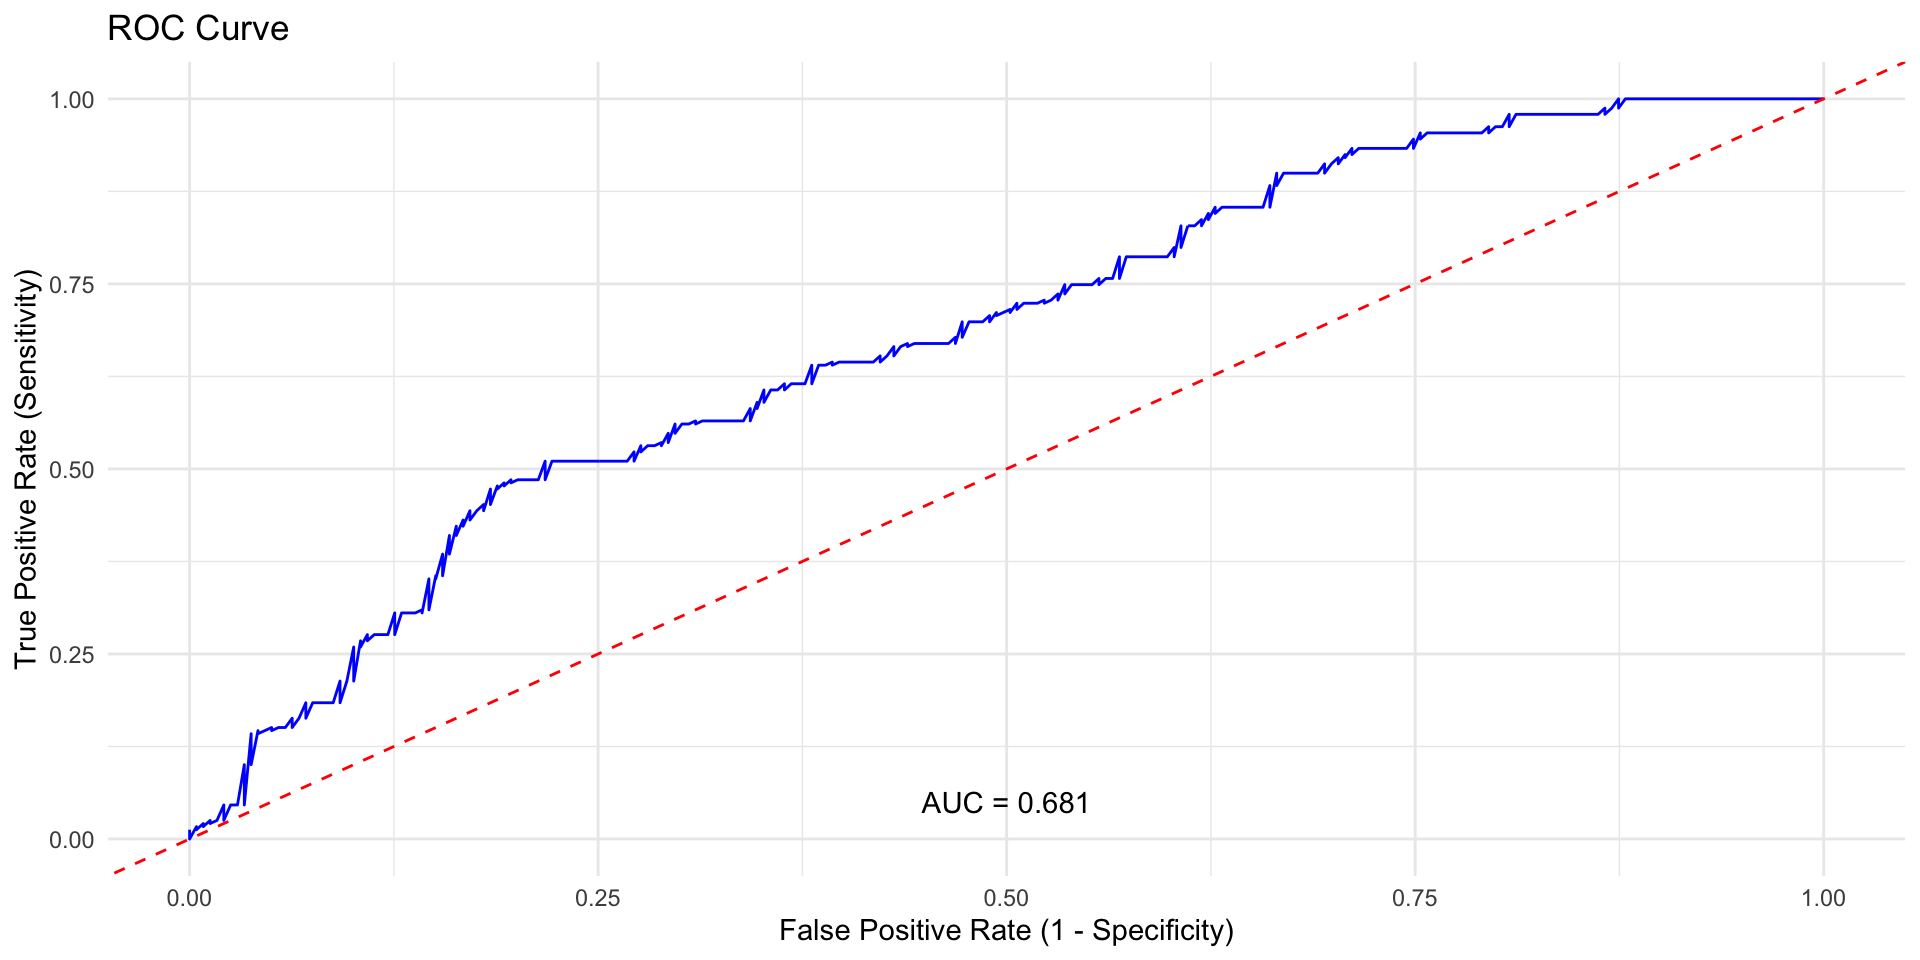 ROC Curve
True Positive Rate (Sensitivity)
1.00
0.75
0.50
0.25
0.00
AUC = 0.681
0.00 0.25 0.50 0.75 1.00
False Positive Rate (1 - Specificity)